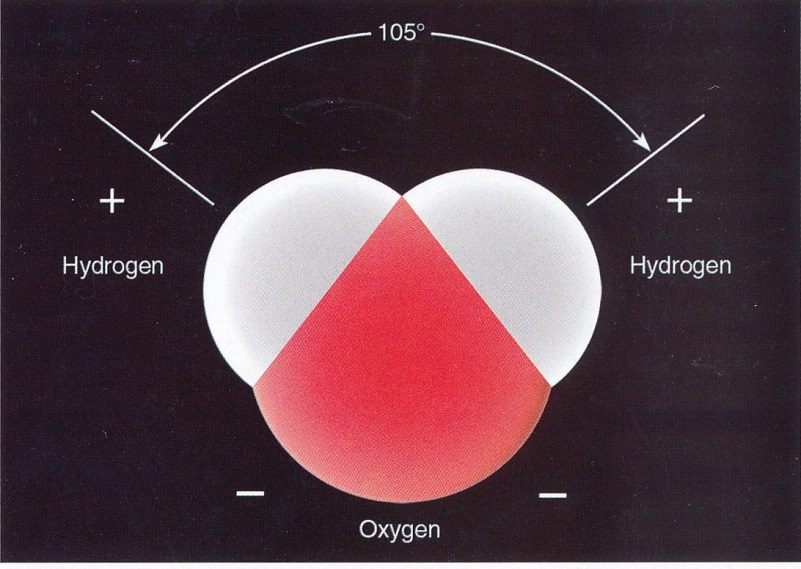 105°
+ +
Hydrogen Hydrogen
– –
Oxygen